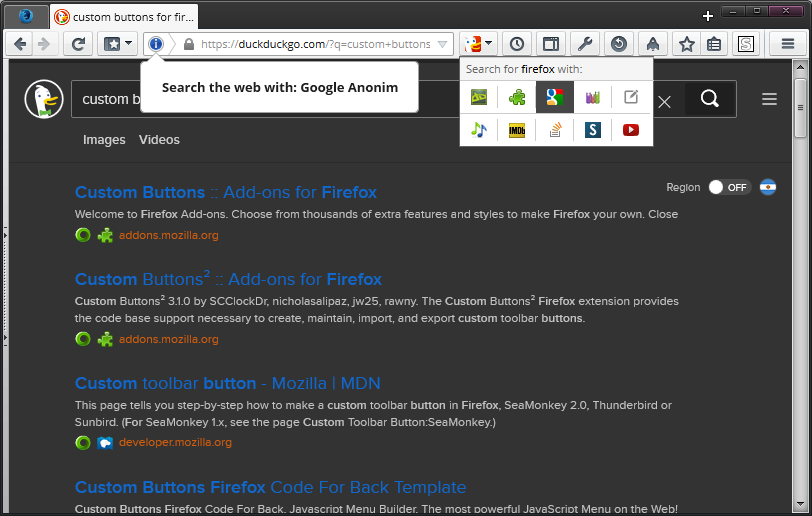 custom buttons for fir...
https://duckduckgo.com/?q=custom+buttons
Search for firefox with:
Search the web with: Google Anonim
custom b
IMDb
S
S
Images Videos
Region OFF
Custom Buttons :: Add-ons for Firefox
Welcome to Firefox Add-ons. Choose from thousands of extra features and styles to make Firefox your own. Close
addons.mozilla.org
Custom Buttons² :: Add-ons for Firefox
Custom Buttons² 3.1.0 by SCClockDr, nicholasalipaz, jw25, rawny. The Custom Buttons² Firefox extension provides
the code base support necessary to create, maintain, import, and export custom toolbar buttons.
addons.mozilla.org
Custom toolbar button - Mozilla | MDN
This page tells you step-by-step how to make a custom toolbar button in Firefox, SeaMonkey 2.0, Thunderbird or
Sunbird. (For SeaMonkey 1.x, see the page Custom Toolbar Button:SeaMonkey.)
developer.mozilla.org
Custom Buttons Firefox Code For Back Template
Custom Buttons Firefox Code For Back. Javascript Menu Builder. The most powerful JavaScript Menu on the Web!